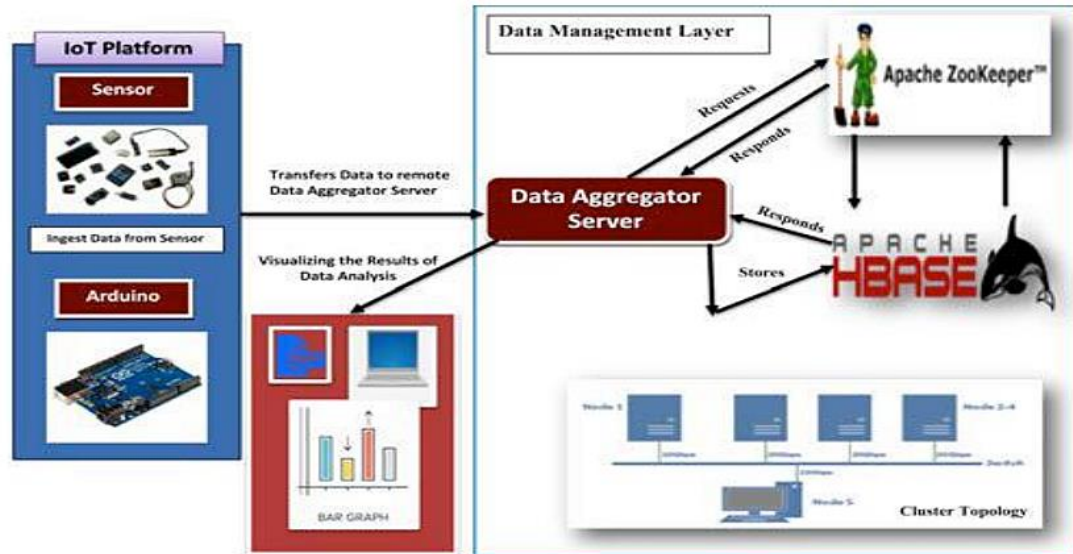 IoT Platform
Sensor
Ingest Data from Sensor
Arduino
Transfers Data to remote
Data Aggregator Server
Visualizing the Results of
Data Analysis
BAR GRAPH
Data Management Layer
Requests
Responds
Apache ZooKeeper™
Data Aggregator
Server
Responds
Stores
APACHE
HBASE
Node 1
Node 2-4
Node 5
Cluster Topology